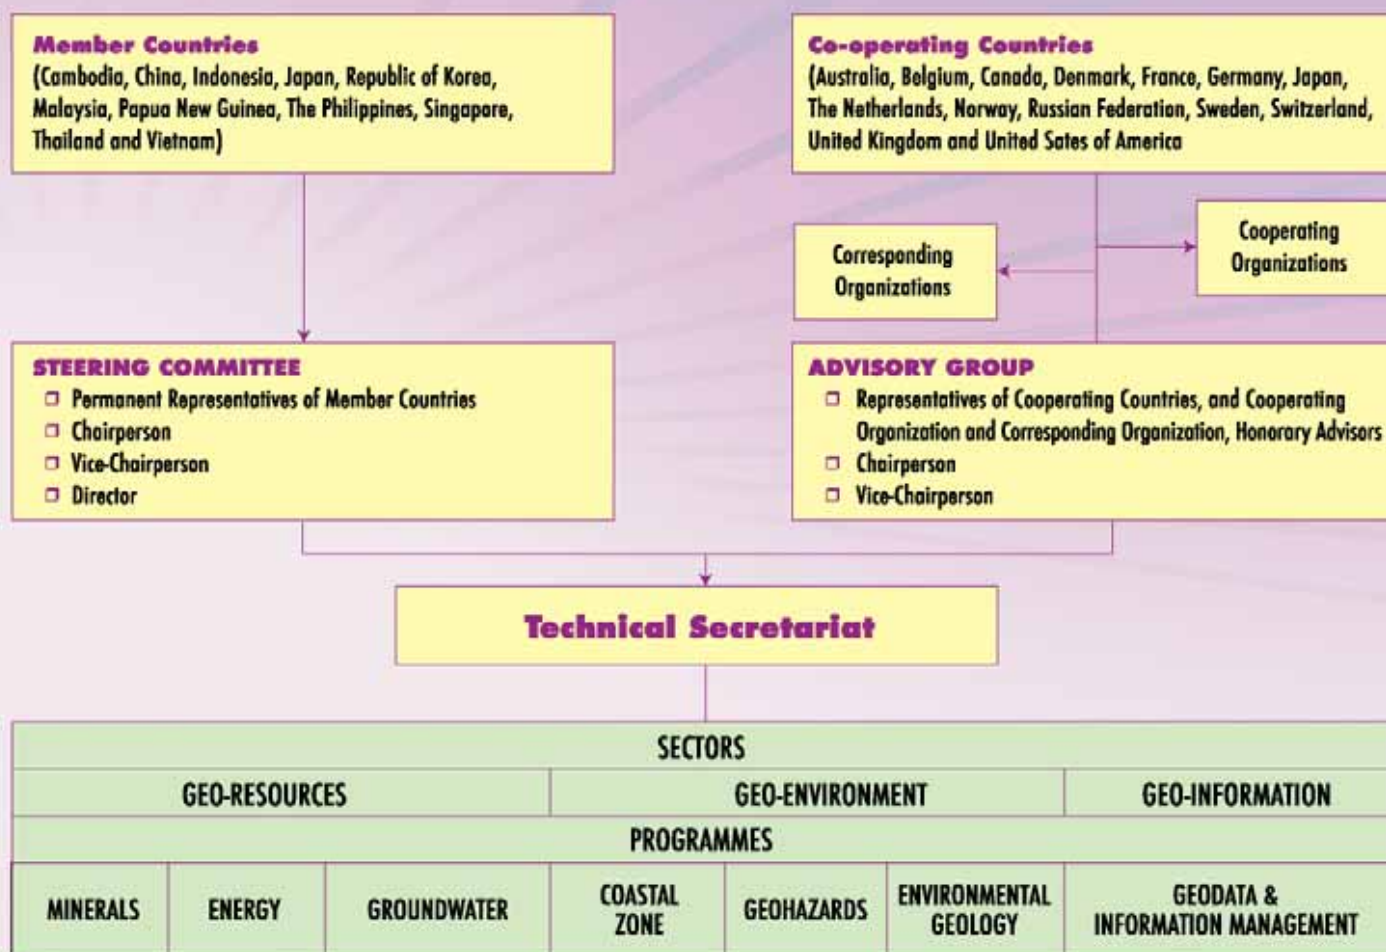 Member Countries
(Cambodia, China, Indonesia, Japan, Republic of Korea,
Malaysia, Papua New Guinea, The Philippines, Singapore,
Thailand and Vietnam)
Co-operating Countries
(Australia, Belgium, Canada, Denmark, France, Germany, Japan,
The Netherlands, Norway, Russian Federation, Sweden, Switzerland,
United Kingdom and United Sates of America
Corresponding
Organizations
Cooperating
Organizations
STEERING COMMITTEE
Permanent Representatives of Member Countries
Chairperson
Vice-Chairperson
Director
ADVISORY GROUP
Representatives of Cooperating Countries, and Cooperating
Organization and Corresponding Organization, Honorary Advisors
Chairperson
Vice-Chairperson
Technical Secretariat
SECTORS
GEO-RESOURCES
GEO-ENVIRONMENT
GEO-INFORMATION
PROGRAMMES
MINERALS
ENERGY
GROUNDWATER
COASTAL
ZONE
GEOHAZARDS
ENVIRONMENTAL
GEOLOGY
GEODATA &
INFORMATION MANAGEMENT